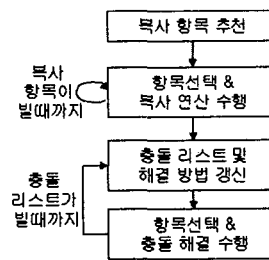 복사 항목 추천
복사
항목이
빌때까지
항목선택 &
복사 연산 수행
충돌 리스트 및
해결 방법 갱신
충돌
리스트가
빌때까지
항목선택 &
충돌 해결 수행